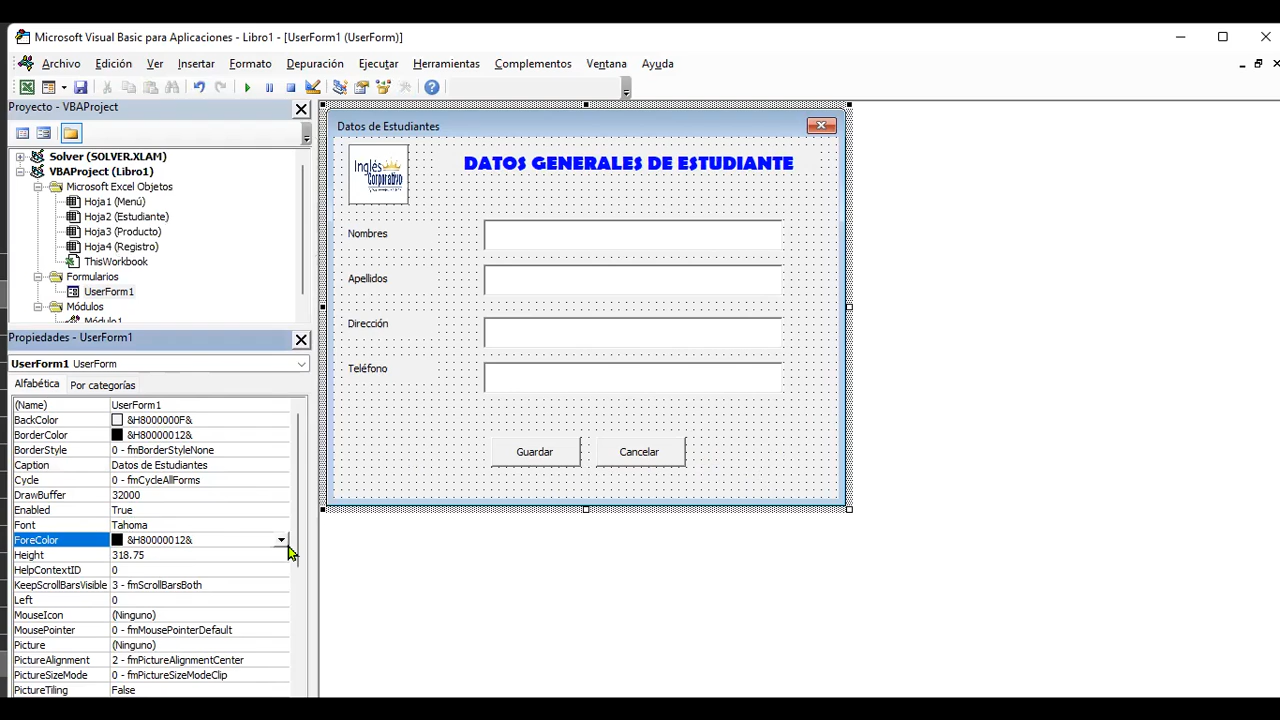 Microsoft Visual Basic para Aplicaciones - Libro1 - [UserForm1 (UserForm)]
Archivo Edición Ver Insertar Formato Depuración Ejecutar Herramientas Complementos Ventana Ayuda
Proyecto - VBAProject
Solver (SOLVER.XLAM)
VBAProject (Libro1)
Microsoft Excel Objetos
Hoja1 (Menú)
Hoja2 (Estudiante)
Hoja3 (Producto)
Hoja4 (Registro)
ThisWorkbook
Formularios
UserForm1
Módulos
Módulo1
Propiedades - UserForm1
UserForm1 UserForm
Alfabética Por categorías
(Name) UserForm1
BackColor &H8000000F&
BorderColor &H80000012&
BorderStyle 0 - fmBorderStyleNone
Caption Datos de Estudiantes
Cycle 0 - fmCycleAllForms
DrawBuffer 32000
Enabled True
Font Tahoma
ForeColor &H80000012&
Height 318.75
HelpContextID 0
KeepScrollBarsVisible 3 - fmScrollBarsBoth
Left 0
MouseIcon (Ninguno)
MousePointer 0 - fmMousePointerDefault
Picture (Ninguno)
PictureAlignment 2 - fmPictureAlignmentCenter
PictureSizeMode 0 - fmPictureSizeModeClip
PictureTiling False
Datos de Estudiantes
Inglés
Corporativo
DATOS GENERALES DE ESTUDIANTE
Nombres
Apellidos
Dirección
Teléfono
Guardar Cancelar